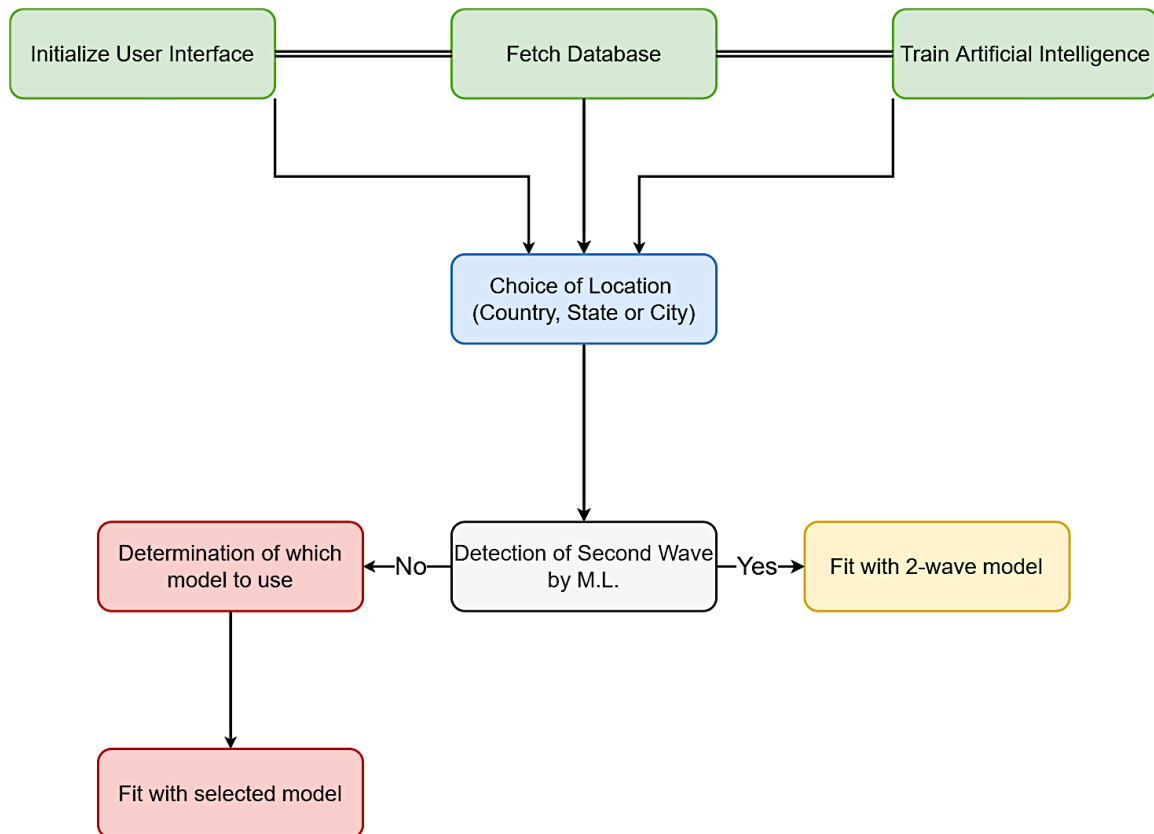 Initialize User Interface
Fetch Database
Train Artificial Intelligence
Choice of Location
(Country, State or City)
Determination of which
model to use
No
Detection of Second Wave
by M.L.
Yes
Fit with 2-wave model
Fit with selected model